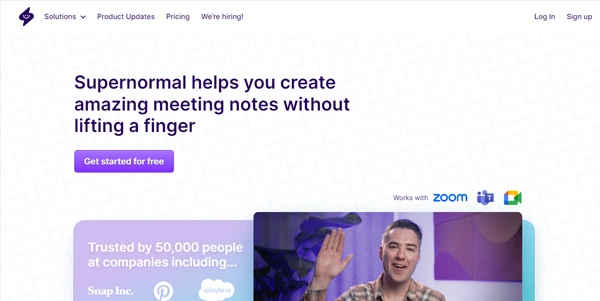 Solutions Product Updates Pricing We're hiring! Log In Sign up
Supernormal helps you create
amazing meeting notes without
lifting a finger
Get started for free
Works with zoom
Trusted by 50,000 people
at companies including...
Snap Inc. salesforce